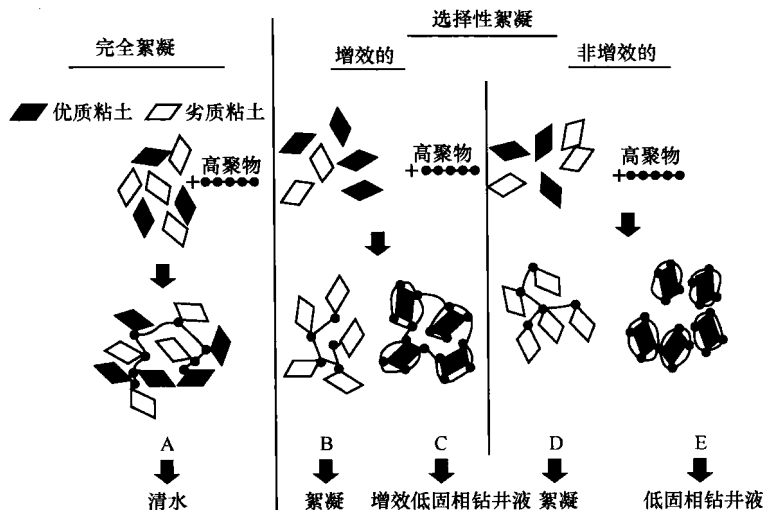 选择性絮凝
完全絮凝
增效的
非增效的
优质粘土 劣质粘土
高聚物
+
高聚物
+
高聚物
+
A
B
C
D
E
清水
絮凝
增效低固相钻井液
絮凝
低固相钻井液